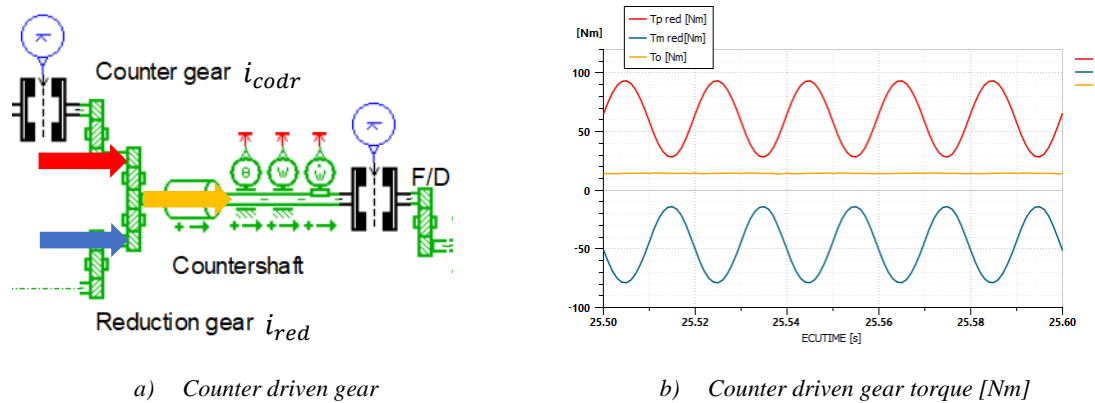 K
Counter gear i_codr
K
θ W Ẇ
F/D
Countershaft
Reduction gear i_red
a) Counter driven gear
Tp red [Nm]
Tm red[Nm]
To [Nm]
[Nm]
100
50
0
-50
-100
25.50 25.52 25.54 25.56 25.58 25.60
ECUTIME [s]
b) Counter driven gear torque [Nm]